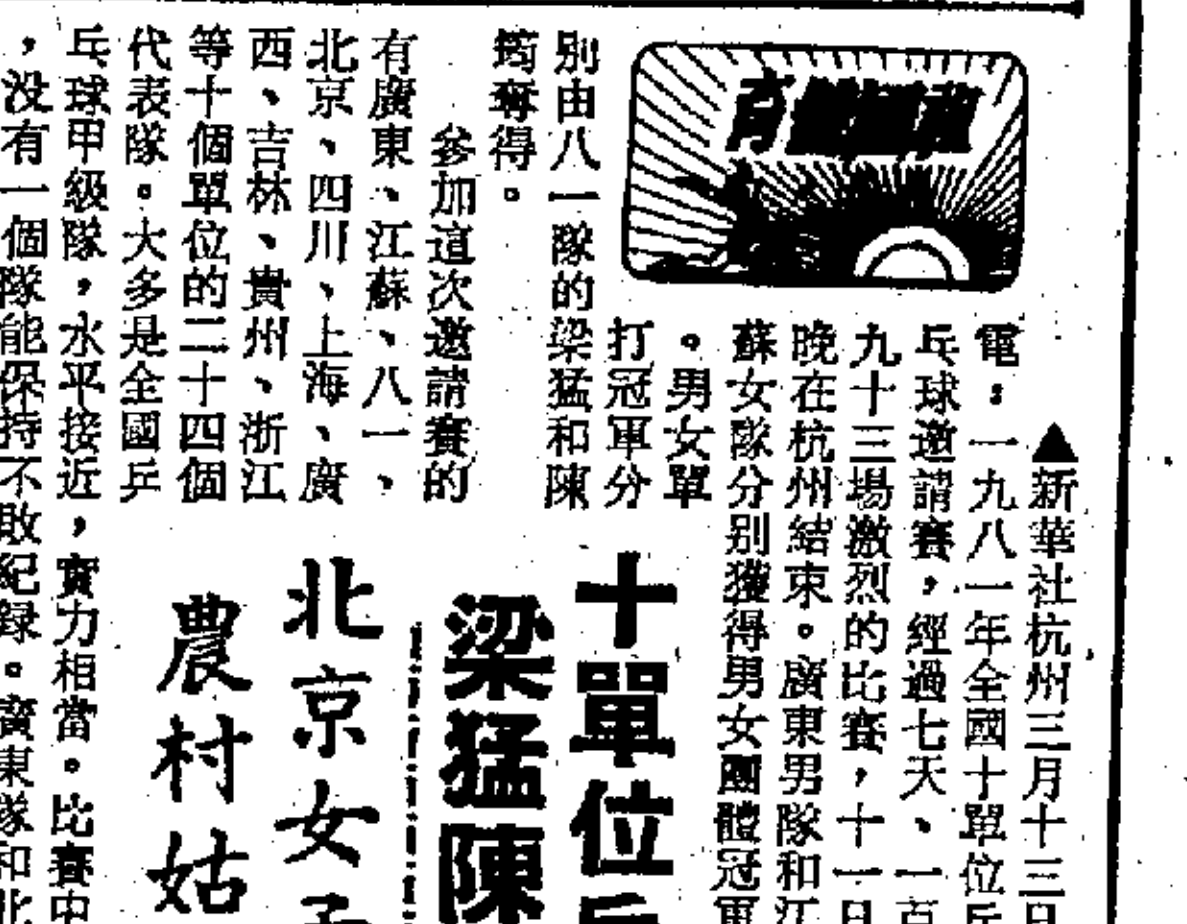 ▲新華社杭州三月十三日
電：一九八一年全國十單位乒
乓球邀請賽，經過七天、一百
九十三場激烈的比賽，十一日
晚在杭州結束。廣東男隊和江
蘇女隊分别獲得男女團體冠軍
。男女單
打冠軍分
别由八一隊的梁猛和陳
奪得。
參加這次邀請賽的
有廣東、江蘇、八一、
北京、四川、上海、廣
西、吉林、貴州、浙江
等十個單位的二十四個
代表隊。大多是全國乒
乓球甲級隊，水平接近，實力相當。比賽中
，没有一個隊能保持不敗紀録。廣東隊和北
十單位乒
梁猛陳
北京女子
農村姑